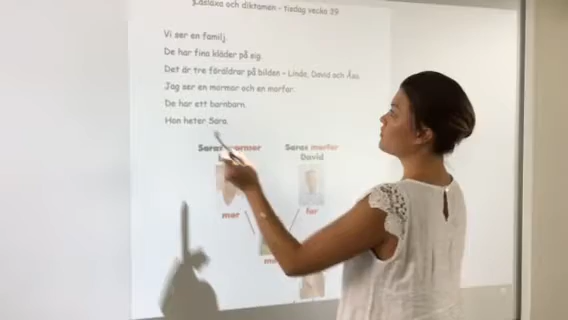 Läsläxa och diktamen - tisdag vecka 39
Vi ser en familj.
De har fina kläder på sig.
Det är tre föräldrar på bilden - Linda, David och Åsa.
Jag ser en mormor och en morfar.
De har ett barnbarn.
Hon heter Sara.
Saras mormor
Saras morfar
David
mor
far